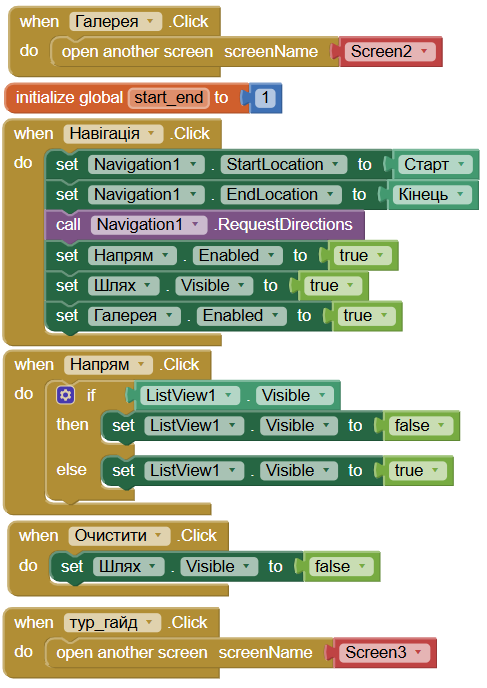 when Галерея .Click
do open another screen screenName Screen2
initialize global start_end to 1
when Навігація .Click
do set Navigation1 . StartLocation to Старт
set Navigation1 . EndLocation to Кінець
call Navigation1 .RequestDirections
set Напрям . Enabled to true
set Шлях . Visible to true
set Галерея . Enabled to true
when Напрям .Click
do if ListView1 . Visible
then set ListView1 . Visible to false
else set ListView1 . Visible to true
when Очистити .Click
do set Шлях . Visible to false
when тур_гайд .Click
do open another screen screenName Screen3